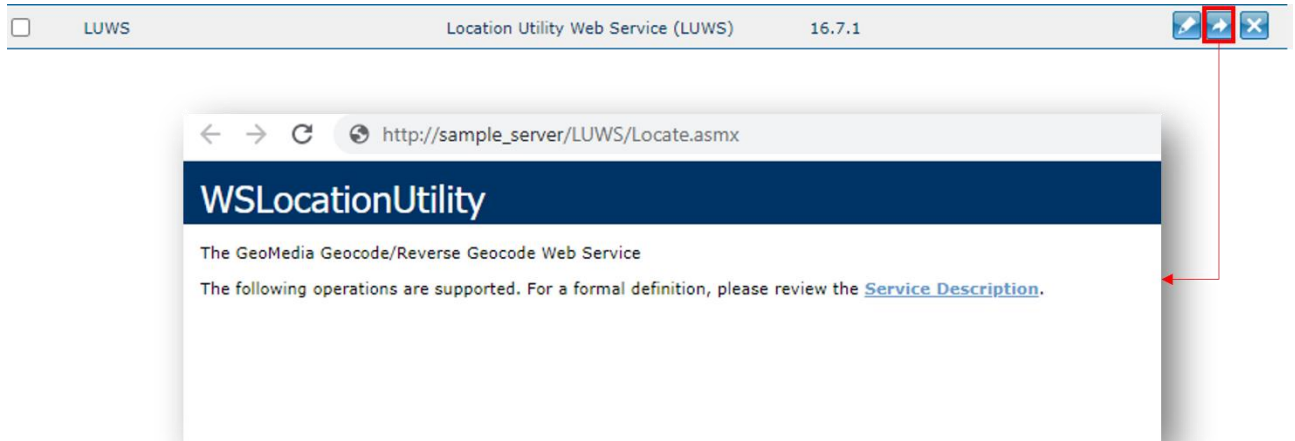 LUWS Location Utility Web Service (LUWS) 16.7.1
http://sample_server/LUWS/Locate.asmx
WSLocationUtility
The GeoMedia Geocode/Reverse Geocode Web Service
The following operations are supported. For a formal definition, please review the Service Description.